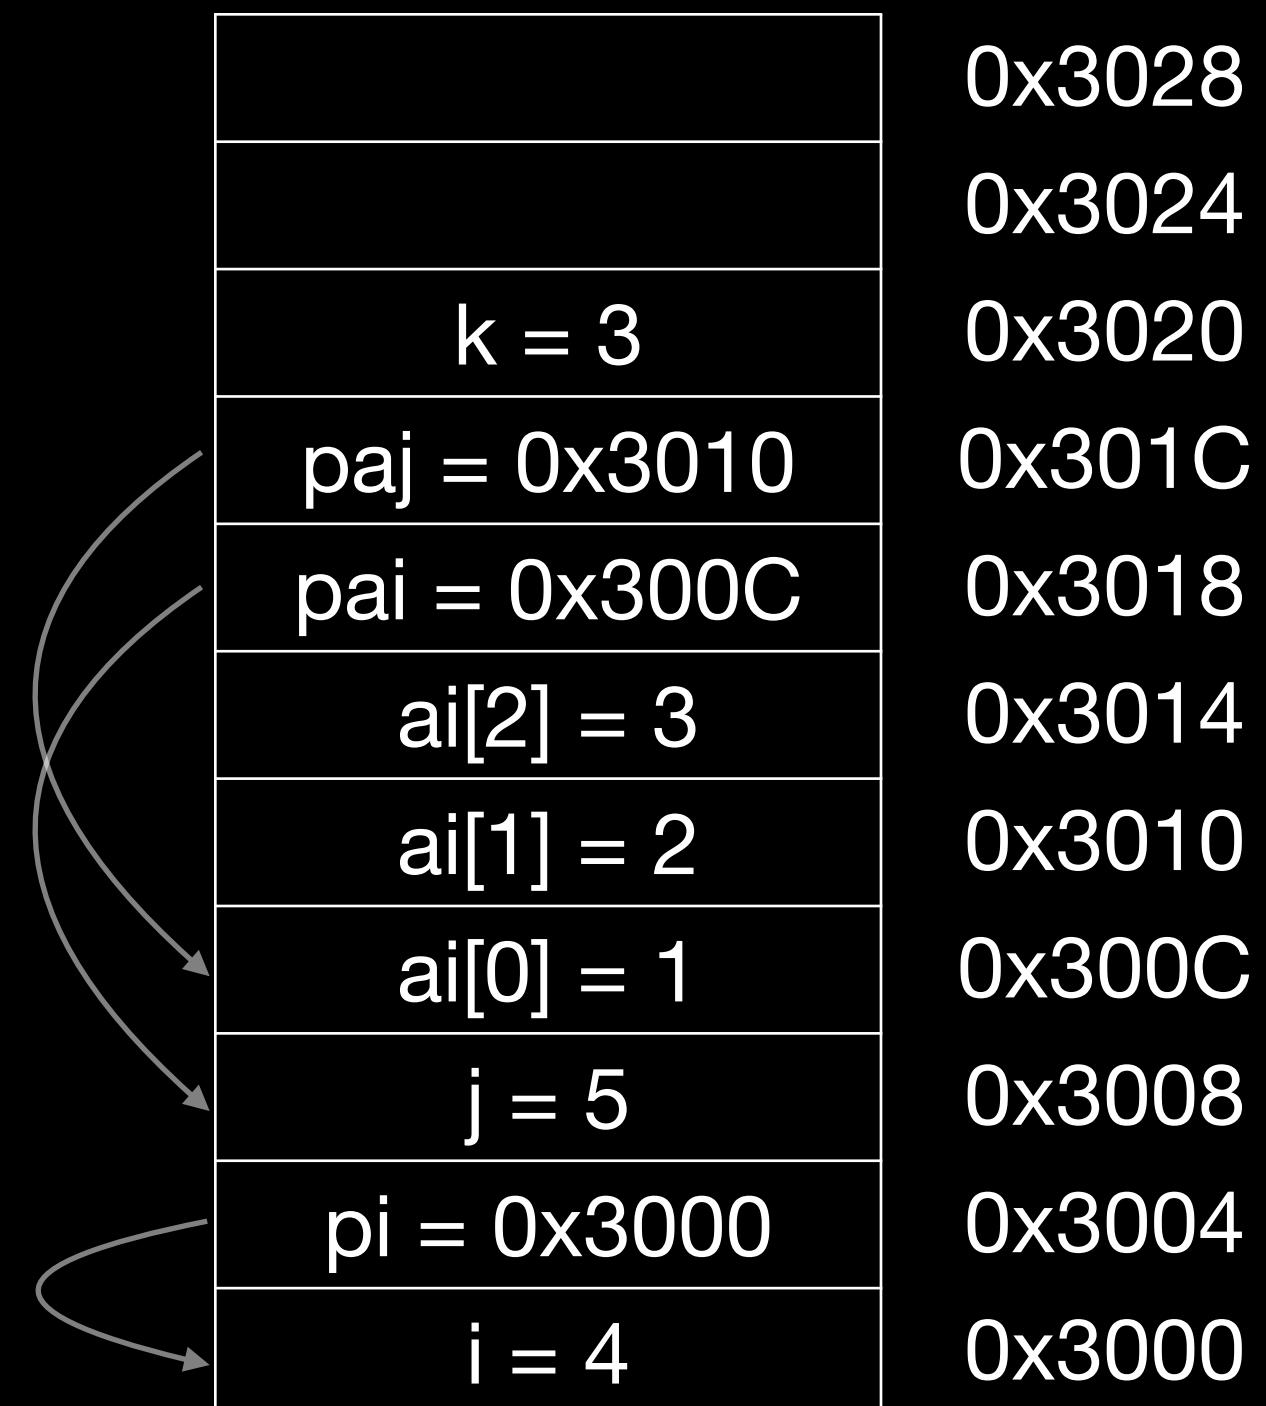 0x3028
0x3024
k = 3 0x3020
paj = 0x3010 0x301C
pai = 0x300C 0x3018
ai[2] = 3 0x3014
ai[1] = 2 0x3010
ai[0] = 1 0x300C
j = 5 0x3008
pi = 0x3000 0x3004
i = 4 0x3000